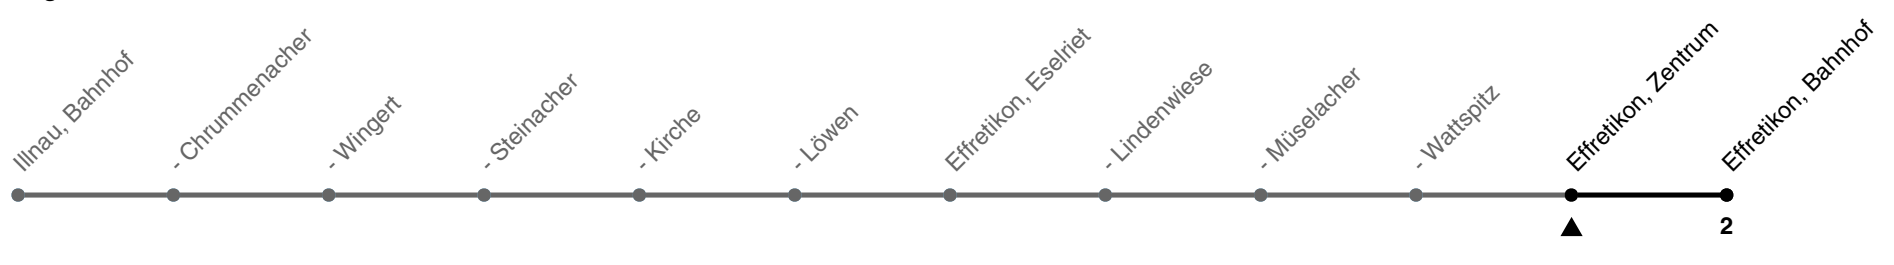 Illnau, Bahnhof
- Chrummenacher
- Wingert
- Steinacher
- Kirche
- Löwen
Effretikon, Eselriet
- Lindenwiese
- Müselacher
- Wattspitz
Effretikon, Zentrum
Effretikon, Bahnhof
2